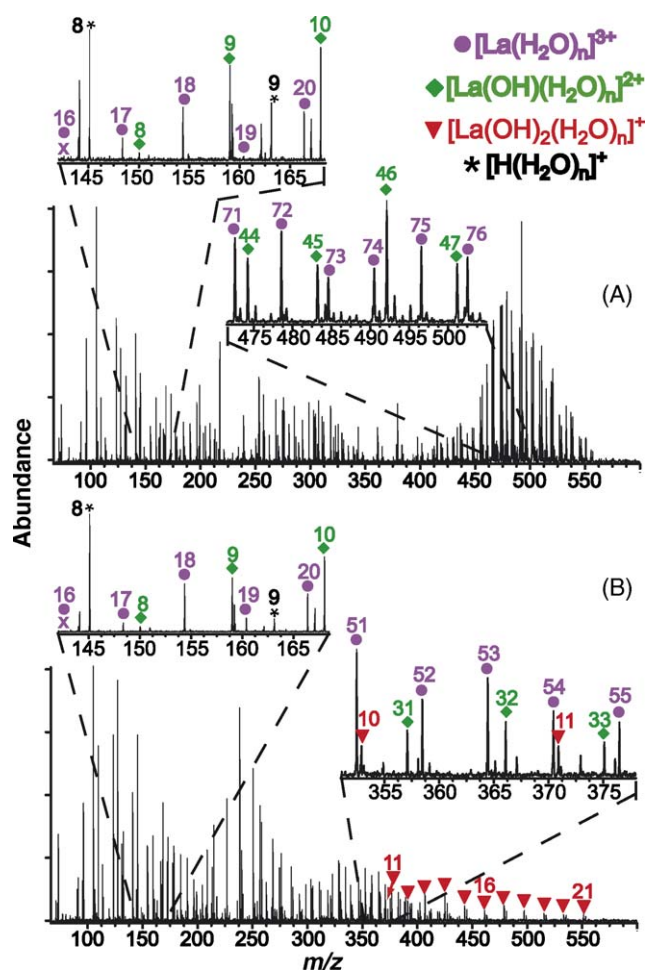 8 * 9 10 [La(H₂O)ₙ]³⁺
18 9 * 20 [La(OH)(H₂O)ₙ]²⁺
16 17 8 19 [La(OH)₂(H₂O)ₙ]⁺
x * [H(H₂O)ₙ]⁺
145 150 155 160 165
46
71 72 75 76
44 45 73 74 47
(A)
475 480 485 490 495 500
100 150 200 250 300 350 400 450 500 550
Abundance
8 * 10
18 9 20
16 17 8 19 9 *
x
(B)
145 150 155 160 165
51 52 53 54 55
10 31 32 11 33
355 360 365 370 375
11 16 21
100 150 200 250 300 350 400 450 500 550
m/z